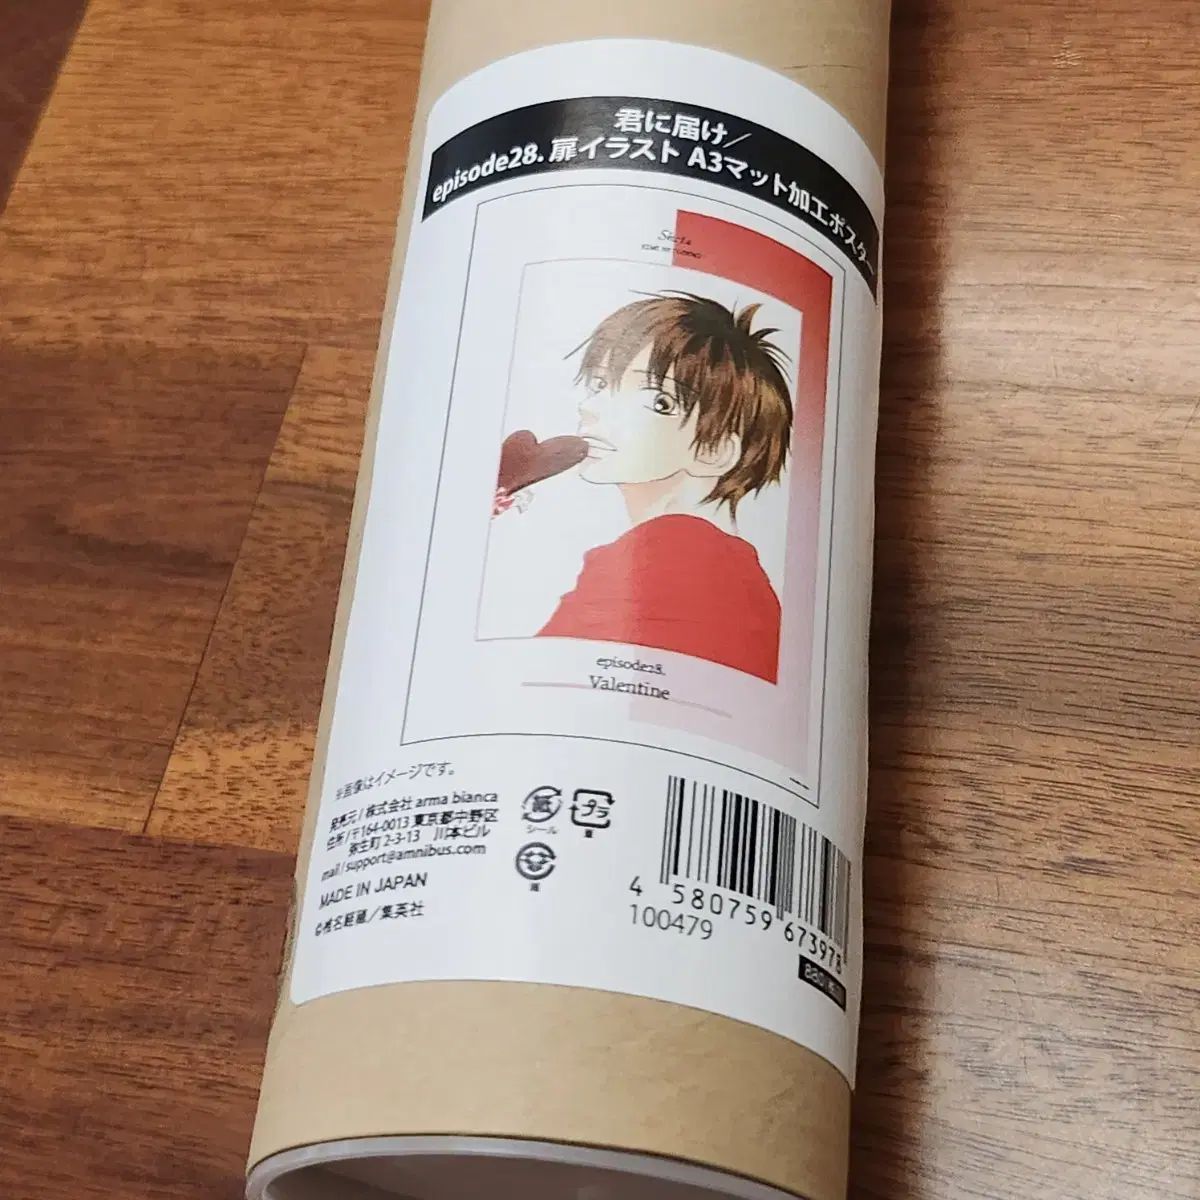 君に届け／
episode28. 扉イラスト A3マット加工ポスター
episode28.
Valentine
※画像はイメージです。
発売元/株式会社 arma bianca
住所/〒164-0013 東京都中野区
弥生町 2-3-13 川本ビル
mail/support@amnibus.com
MADE IN JAPAN
©椎名軽穂／集英社
紙
シール
プラ
4 580759 673978
100479